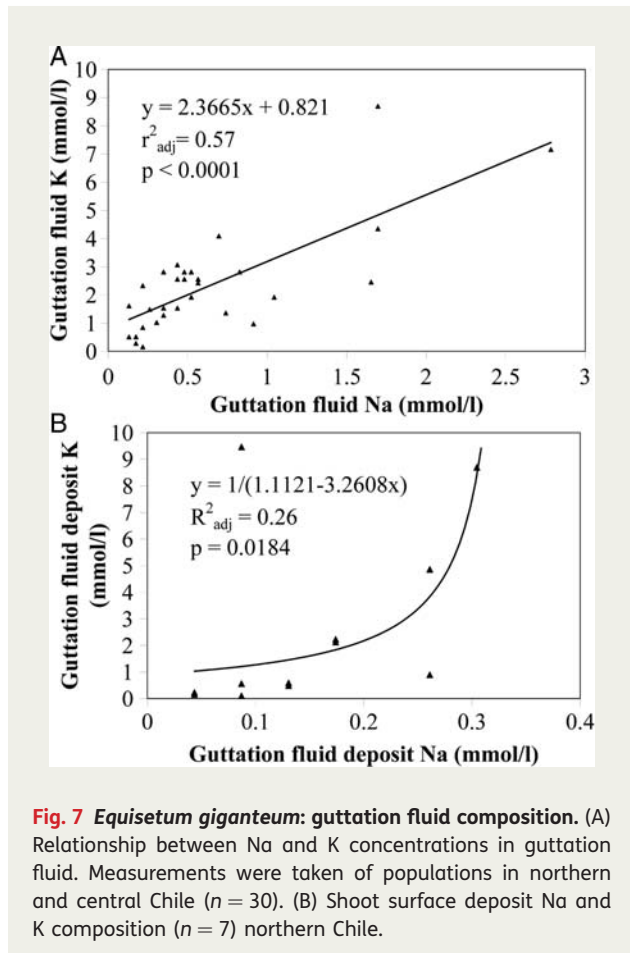 A
10
9
8
7
6
5
4
3
2
1
0
Guttation fluid K (mmol/l)
y = 2.3665x + 0.821
r²adj= 0.57
p < 0.0001
0 0.5 1 1.5 2 2.5 3
Guttation fluid Na (mmol/l)
B
10
9
8
7
6
5
4
3
2
1
0
Guttation fluid deposit K
(mmol/l)
y = 1/(1.1121-3.2608x)
R²adj = 0.26
p = 0.0184
0 0.1 0.2 0.3 0.4
Guttation fluid deposit Na (mmol/l)
Fig. 7 Equisetum giganteum: guttation fluid composition. (A)
Relationship between Na and K concentrations in guttation
fluid. Measurements were taken of populations in northern
and central Chile (n = 30). (B) Shoot surface deposit Na and
K composition (n = 7) northern Chile.